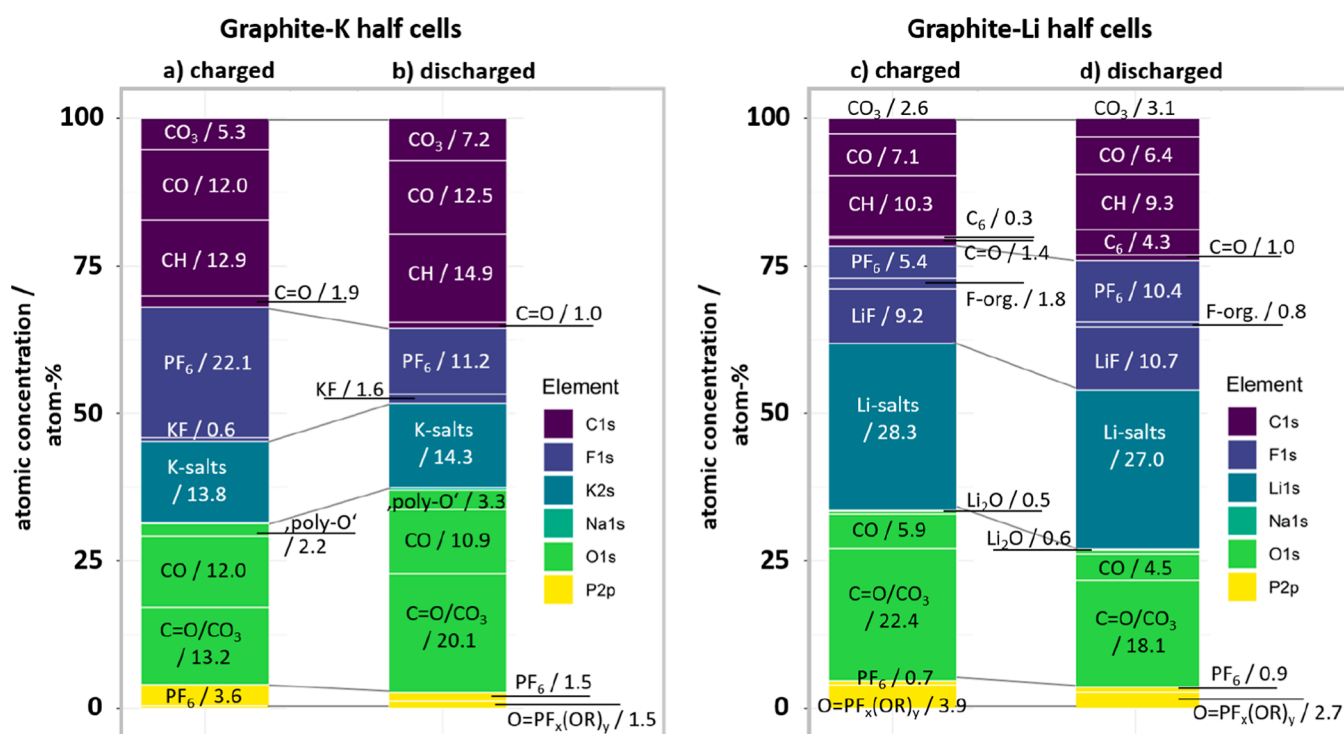 Graphite-K half cells
a) charged
b) discharged
atomic concentration /
atom-%
100
75
50
25
0
CO₃ / 5.3
CO / 12.0
CH / 12.9
C=O / 1.9
PF₆ / 22.1
KF / 0.6
K-salts
/ 13.8
‚poly-O‘
/ 2.2
CO / 12.0
C=O/CO₃
/ 13.2
PF₆ / 3.6
CO₃ / 7.2
CO / 12.5
CH / 14.9
C=O / 1.0
PF₆ / 11.2
KF / 1.6
K-salts
/ 14.3
‚poly-O‘ / 3.3
CO / 10.9
C=O/CO₃
/ 20.1
PF₆ / 1.5
O=PFₓ(OR)ᵧ / 1.5
Element
C1s
F1s
K2s
Na1s
O1s
P2p
Graphite-Li half cells
c) charged
d) discharged
atomic concentration /
atom-%
100
75
50
25
0
CO₃ / 2.6
CO / 7.1
CH / 10.3
C₆ / 0.3
C=O / 1.4
PF₆ / 5.4
F-org. / 1.8
LiF / 9.2
Li-salts
/ 28.3
Li₂O / 0.5
CO / 5.9
C=O/CO₃
/ 22.4
PF₆ / 0.7
O=PFₓ(OR)ᵧ / 3.9
CO₃ / 3.1
CO / 6.4
CH / 9.3
C₆ / 4.3
C=O / 1.0
PF₆ / 10.4
F-org. / 0.8
LiF / 10.7
Li-salts
/ 27.0
Li₂O / 0.6
CO / 4.5
C=O/CO₃
/ 18.1
PF₆ / 0.9
O=PFₓ(OR)ᵧ / 2.7
Element
C1s
F1s
Li1s
Na1s
O1s
P2p